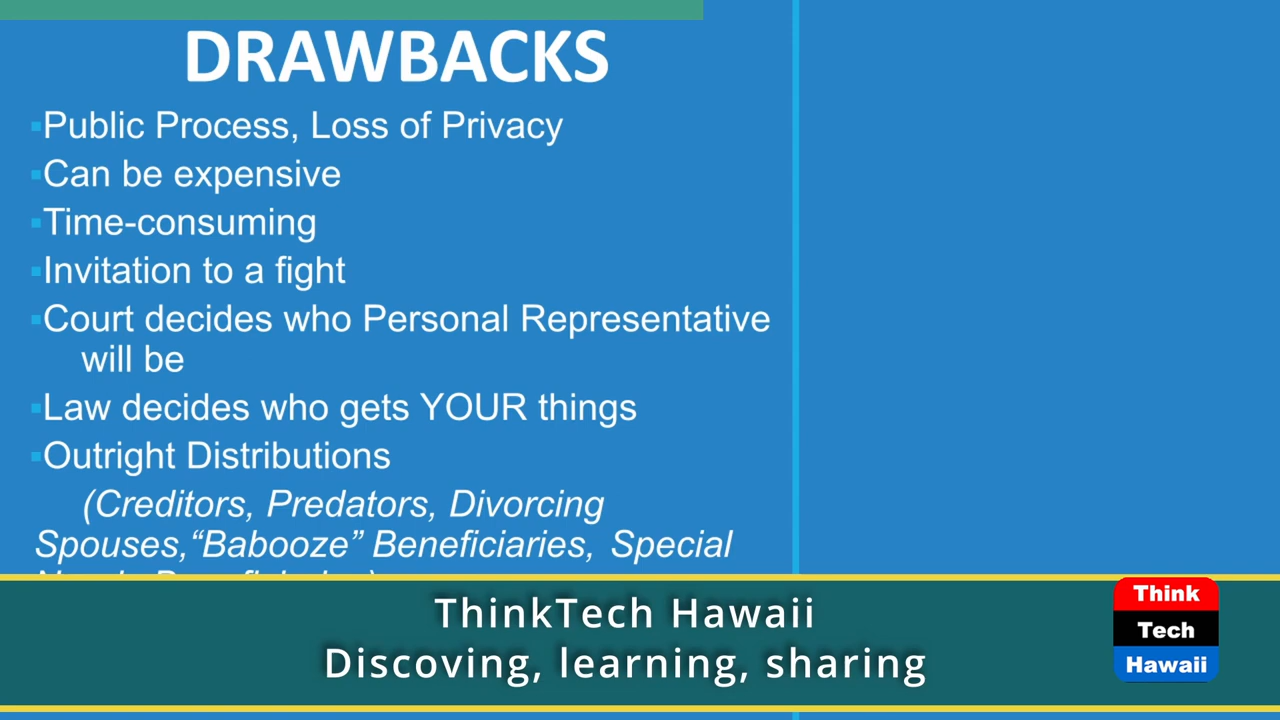 DRAWBACKS
▪Public Process, Loss of Privacy
▪Can be expensive
▪Time-consuming
▪Invitation to a fight
▪Court decides who Personal Representative
will be
▪Law decides who gets YOUR things
▪Outright Distributions
(Creditors, Predators, Divorcing
Spouses,“Babooze” Beneficiaries, Special
ThinkTech Hawaii
Discoving, learning, sharing
Think
Tech
Hawaii